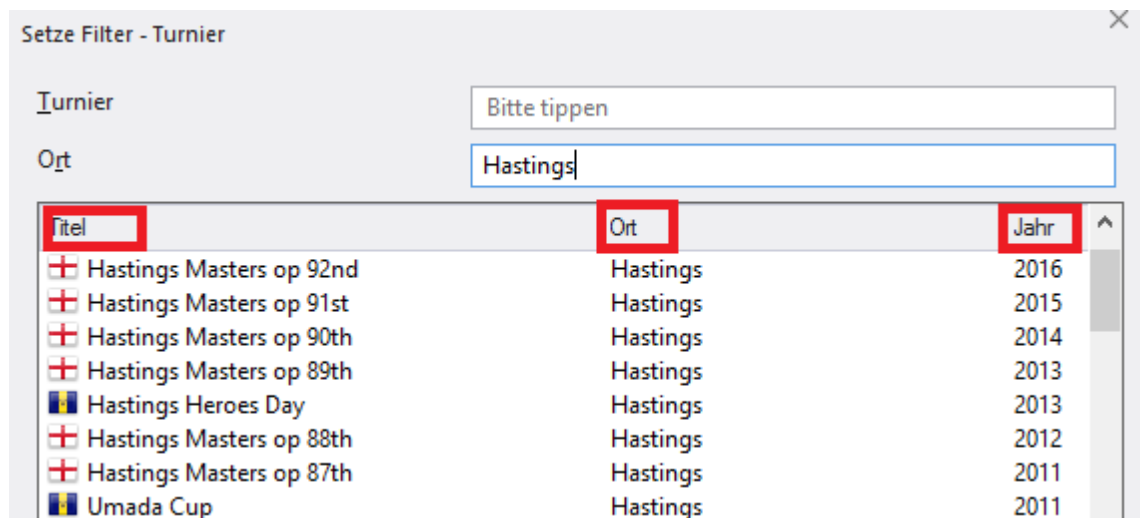 Setze Filter - Turnier
Turnier Bitte tippen
Ort Hastings
Titel Ort Jahr
Hastings Masters op 92nd Hastings 2016
Hastings Masters op 91st Hastings 2015
Hastings Masters op 90th Hastings 2014
Hastings Masters op 89th Hastings 2013
Hastings Heroes Day Hastings 2013
Hastings Masters op 88th Hastings 2012
Hastings Masters op 87th Hastings 2011
Umada Cup Hastings 2011